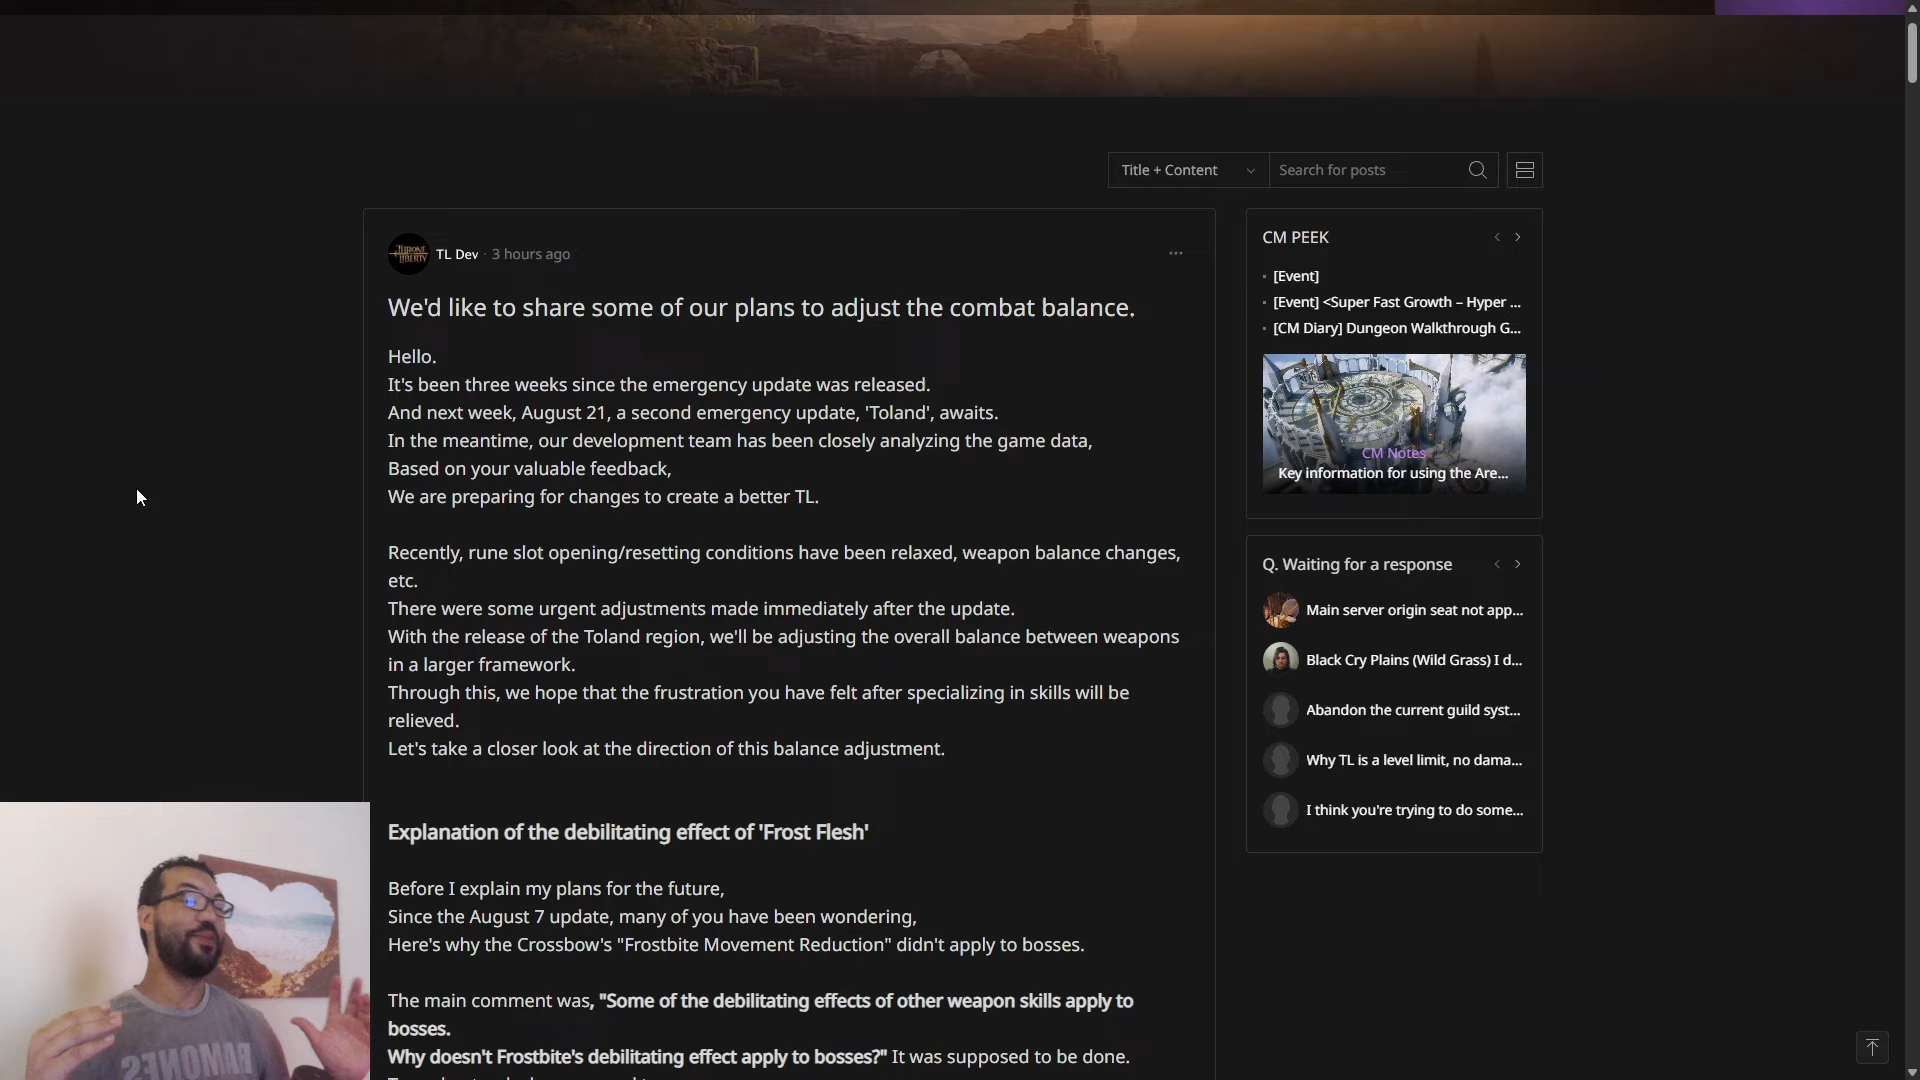 Title + Content
Search for posts
THRONE
LIBERTY
TL Dev · 3 hours ago
We'd like to share some of our plans to adjust the combat balance.
Hello.
It's been three weeks since the emergency update was released.
And next week, August 21, a second emergency update, 'Toland', awaits.
In the meantime, our development team has been closely analyzing the game data,
Based on your valuable feedback,
We are preparing for changes to create a better TL.
Recently, rune slot opening/resetting conditions have been relaxed, weapon balance changes,
etc.
There were some urgent adjustments made immediately after the update.
With the release of the Toland region, we'll be adjusting the overall balance between weapons
in a larger framework.
Through this, we hope that the frustration you have felt after specializing in skills will be
relieved.
Let's take a closer look at the direction of this balance adjustment.
Explanation of the debilitating effect of 'Frost Flesh'
Before I explain my plans for the future,
Since the August 7 update, many of you have been wondering,
Here's why the Crossbow's "Frostbite Movement Reduction" didn't apply to bosses.
The main comment was, "Some of the debilitating effects of other weapon skills apply to
bosses.
Why doesn't Frostbite's debilitating effect apply to bosses?" It was supposed to be done.
CM PEEK
[Event]
[Event] <Super Fast Growth – Hyper ...
[CM Diary] Dungeon Walkthrough G...
CM Notes
Key information for using the Are...
Q. Waiting for a response
Main server origin seat not app...
Black Cry Plains (Wild Grass) I d...
Abandon the current guild syst...
Why TL is a level limit, no dama...
I think you're trying to do some...
RAMONES